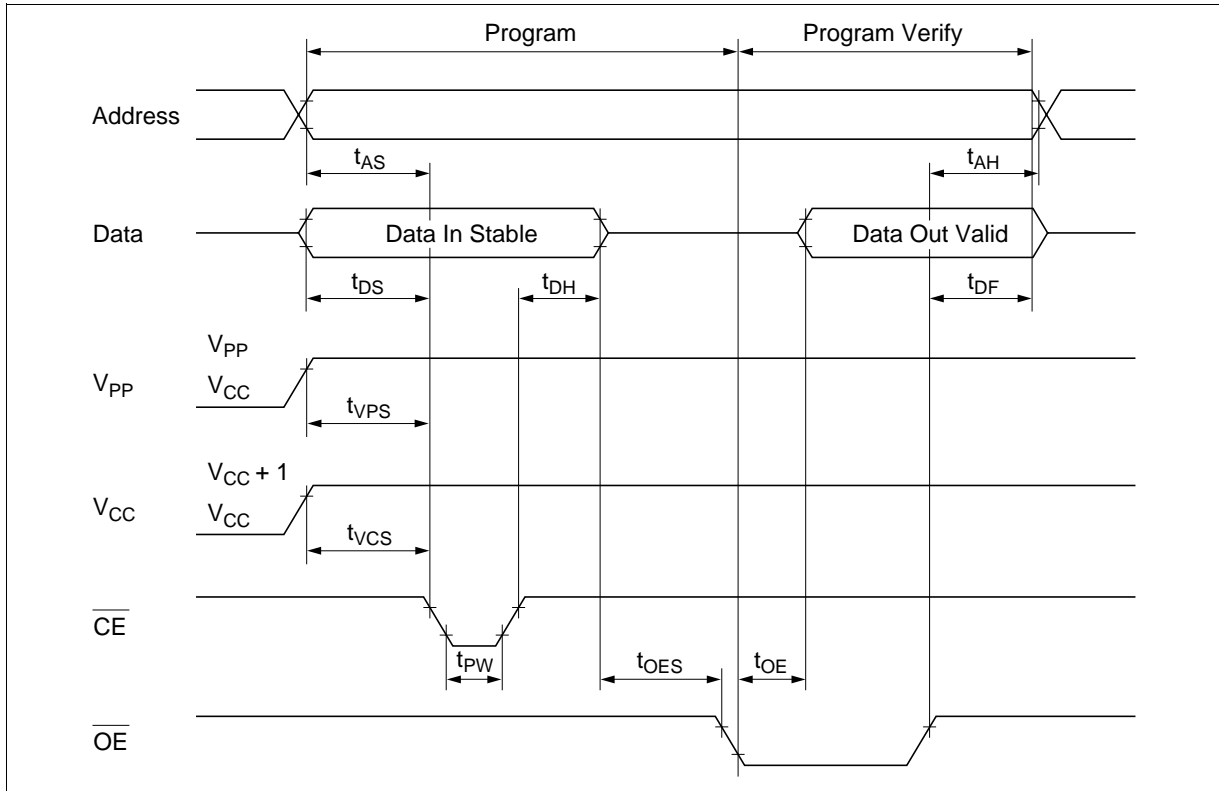 Program
Program Verify
Address
tAS
tAH
Data
Data In Stable
Data Out Valid
tDS
tDH
tDF
VPP
VPP
VCC
tVPS
VCC + 1
VCC
VCC
tVCS
CE
tPW
tOES
tOE
OE